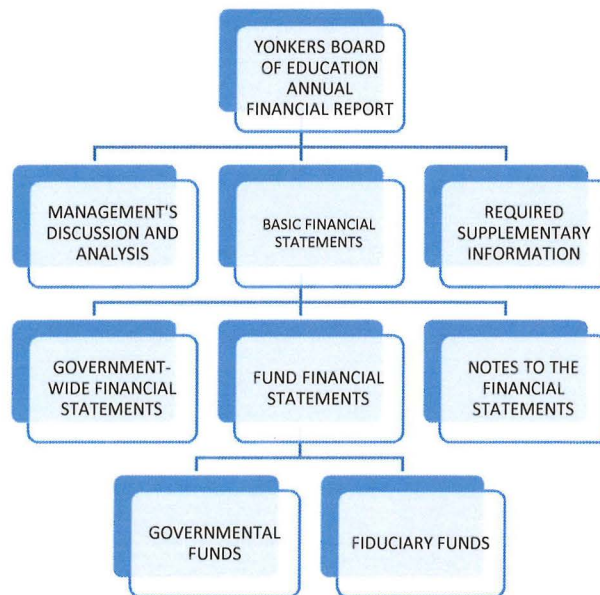 YONKERS BOARD
OF EDUCATION
ANNUAL
FINANCIAL REPORT
MANAGEMENT'S
DISCUSSION AND
ANALYSIS
BASIC FINANCIAL
STATEMENTS
REQUIRED
SUPPLEMENTARY
INFORMATION
GOVERNMENT-
WIDE FINANCIAL
STATEMENTS
FUND FINANCIAL
STATEMENTS
NOTES TO THE
FINANCIAL
STATEMENTS
GOVERNMENTAL
FUNDS
FIDUCIARY FUNDS